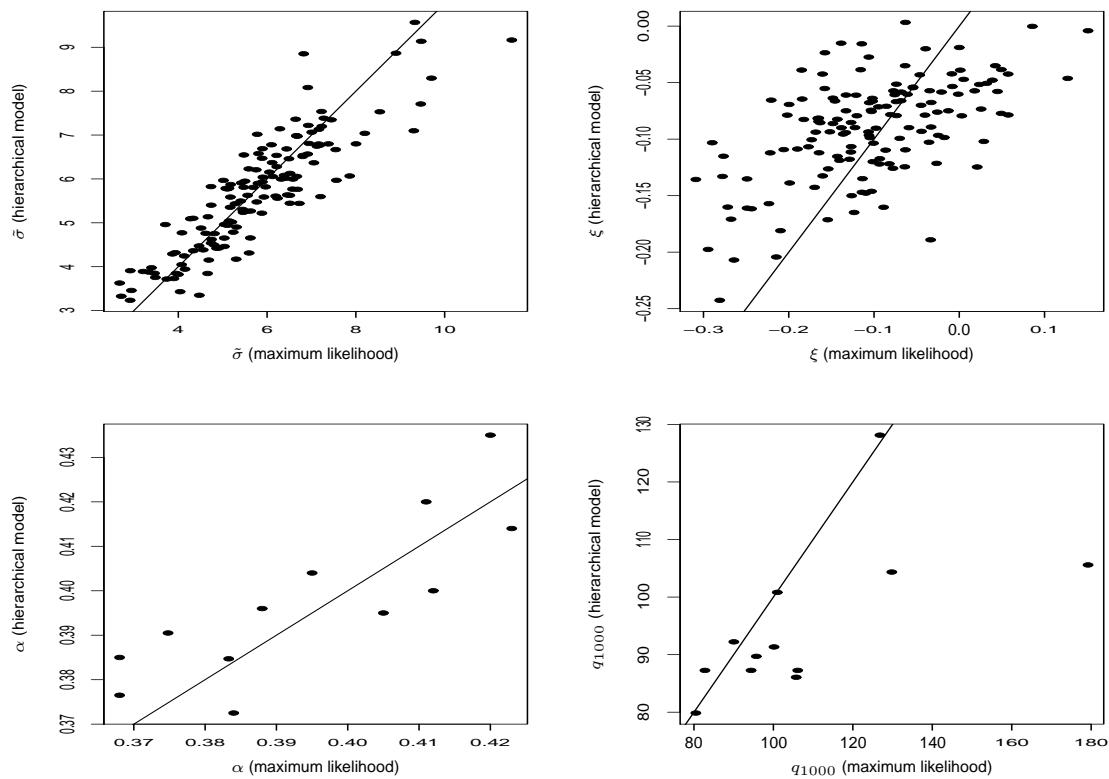 3 4 5 6 7 8 9
σ̃ (hierarchical model)
4 6 8 10
σ̃ (maximum likelihood)
−0.25 −0.20 −0.15 −0.10 −0.05 0.00
ξ (hierarchical model)
−0.3 −0.2 −0.1 0.0 0.1
ξ (maximum likelihood)
0.37 0.38 0.39 0.40 0.41 0.42 0.43
α (hierarchical model)
0.37 0.38 0.39 0.40 0.41 0.42
α (maximum likelihood)
80 90 100 110 120 130
q₁₀₀₀ (hierarchical model)
80 100 120 140 160 180
q₁₀₀₀ (maximum likelihood)